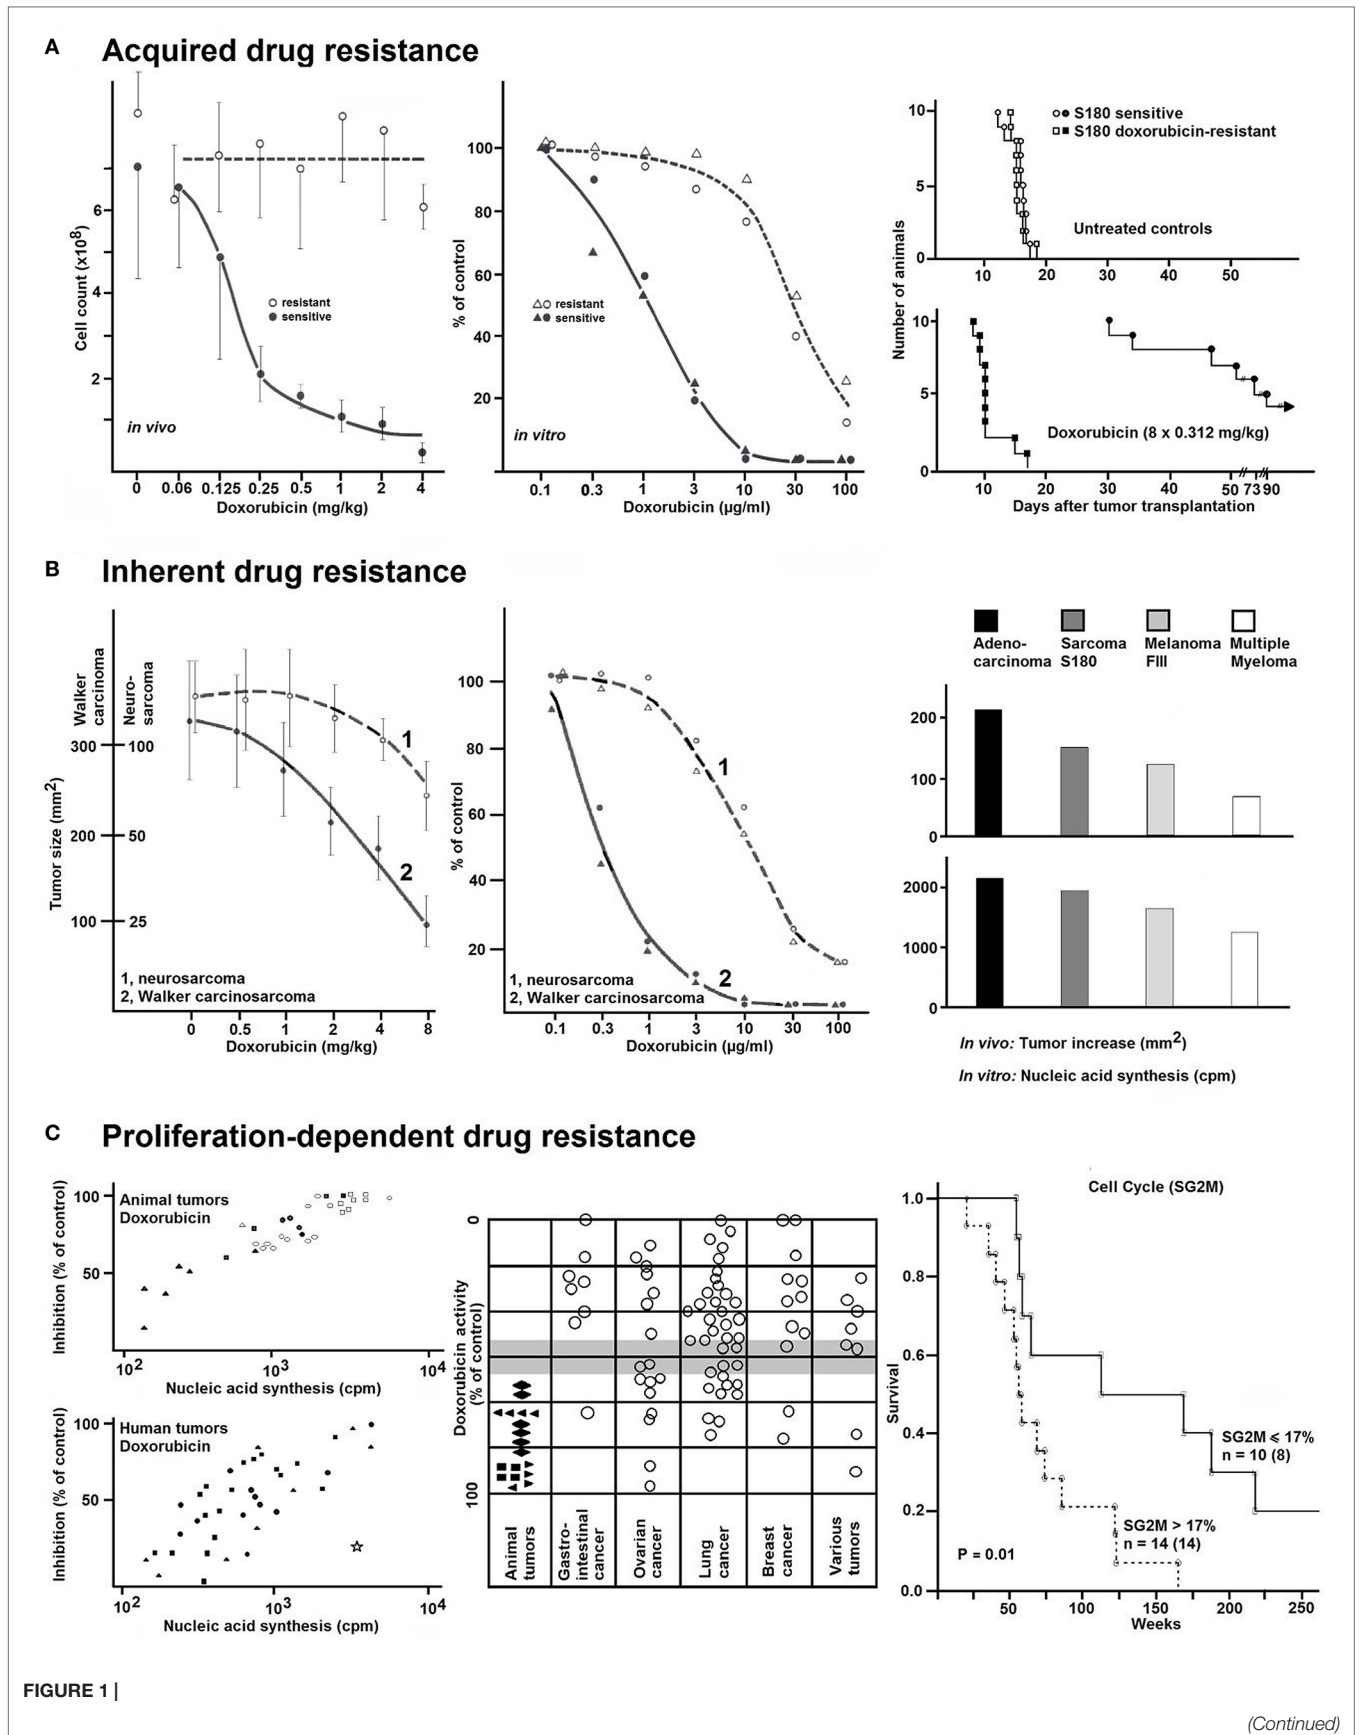 A Acquired drug resistance
Cell count (x10⁸)
6
4
2
resistant
sensitive
in vivo
0 0.06 0.125 0.25 0.5 1 2 4
Doxorubicin (mg/kg)
% of control
100
80
60
40
20
resistant
sensitive
in vitro
0.1 0.3 1 3 10 30 100
Doxorubicin (µg/ml)
Number of animals
10
5
0
S180 sensitive
S180 doxorubicin-resistant
Untreated controls
10 20 30 40 50
10
5
0
Doxorubicin (8 x 0.312 mg/kg)
10 20 30 40 50 73 90
Days after tumor transplantation
B Inherent drug resistance
Walker
carcinoma
Neuro-
sarcoma
Tumor size (mm²)
300 100
200 50
100 25
1
2
1, neurosarcoma
2, Walker carcinosarcoma
0 0.5 1 2 4 8
Doxorubicin (mg/kg)
% of control
100
80
60
40
20
1
2
1, neurosarcoma
2, Walker carcinosarcoma
0.1 0.3 1 3 10 30 100
Doxorubicin (µg/ml)
Adeno-
carcinoma
Sarcoma
S180
Melanoma
FIII
Multiple
Myeloma
200
100
0
2000
1000
0
In vivo: Tumor increase (mm²)
In vitro: Nucleic acid synthesis (cpm)
C Proliferation-dependent drug resistance
Inhibition (% of control)
100
50
Animal tumors
Doxorubicin
10² 10³ 10⁴
Nucleic acid synthesis (cpm)
Inhibition (% of control)
100
50
Human tumors
Doxorubicin
10² 10³ 10⁴
Nucleic acid synthesis (cpm)
Doxorubicin activity
(% of control)
0
100
Animal
tumors
Gastro-
intestinal
cancer
Ovarian
cancer
Lung
cancer
Breast
cancer
Various
tumors
Cell Cycle (SG2M)
Survival
1.0
0.8
0.6
0.4
0.2
0.0
SG2M ⩽ 17%
n = 10 (8)
SG2M > 17%
n = 14 (14)
P = 0.01
50 100 150 200 250
Weeks
FIGURE 1 |
(Continued)